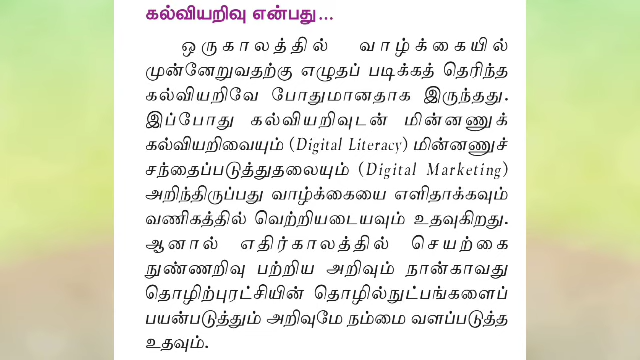 கல்வியறிவு என்பது...
ஒருகாலத்தில் வாழ்க்கையில்
முன்னேறுவதற்கு எழுதப் படிக்கத் தெரிந்த
கல்வியறிவே போதுமானதாக இருந்தது.
இப்போது கல்வியறிவுடன் மின்னணுக்
கல்வியறிவையும் (Digital Literacy) மின்னணுச்
சந்தைப்படுத்துதலையும் (Digital Marketing)
அறிந்திருப்பது வாழ்க்கையை எளிதாக்கவும்
வணிகத்தில் வெற்றியடையவும் உதவுகிறது.
ஆனால் எதிர்காலத்தில் செயற்கை
நுண்ணறிவு பற்றிய அறிவும் நான்காவது
தொழிற்புரட்சியின் தொழில்நுட்பங்களைப்
பயன்படுத்தும் அறிவுமே நம்மை வளப்படுத்த
உதவும்.